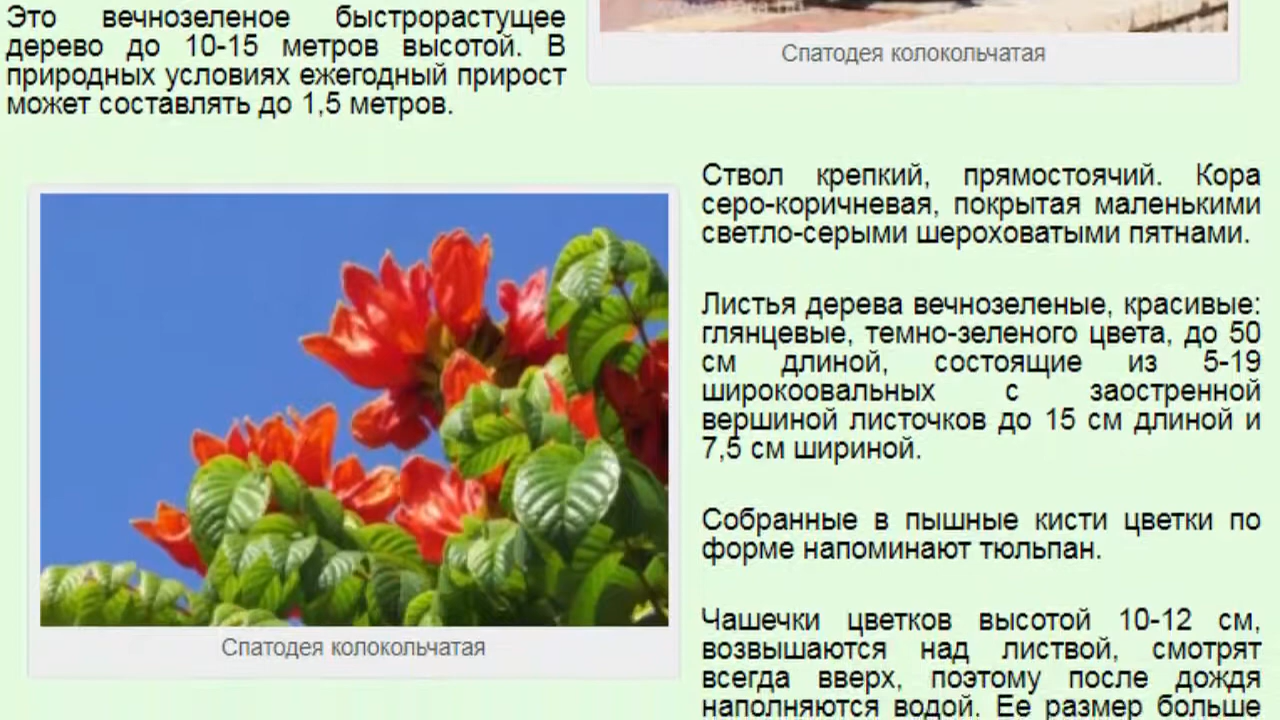 Это вечнозеленое быстрорастущее
дерево до 10-15 метров высотой. В
природных условиях ежегодный прирост
может составлять до 1,5 метров.
Спатодея колокольчатая
Ствол крепкий, прямостоячий. Кора
серо-коричневая, покрытая маленькими
светло-серыми шероховатыми пятнами.
Листья дерева вечнозеленые, красивые:
глянцевые, темно-зеленого цвета, до 50
см длиной, состоящие из 5-19
широкоовальных с заостренной
вершиной листочков до 15 см длиной и
7,5 см шириной.
Собранные в пышные кисти цветки по
форме напоминают тюльпан.
Чашечки цветков высотой 10-12 см,
возвышаются над листвой, смотрят
всегда вверх, поэтому после дождя
наполняются водой. Ее размер больше
Спатодея колокольчатая